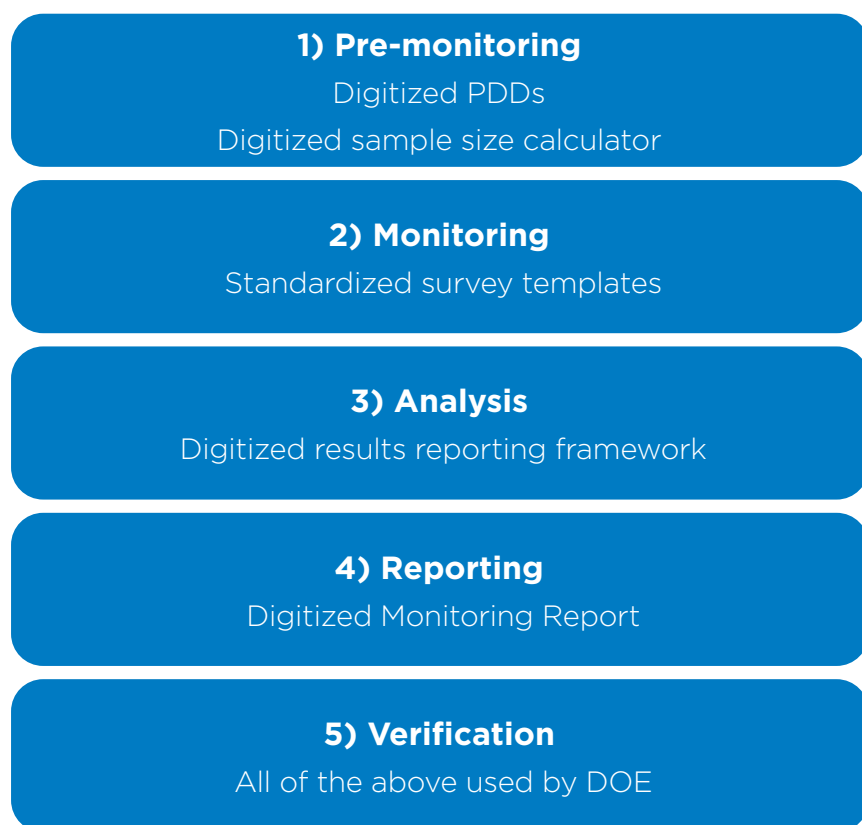 1) Pre-monitoring
Digitized PDDs
Digitized sample size calculator
2) Monitoring
Standardized survey templates
3) Analysis
Digitized results reporting framework
4) Reporting
Digitized Monitoring Report
5) Verification
All of the above used by DOE